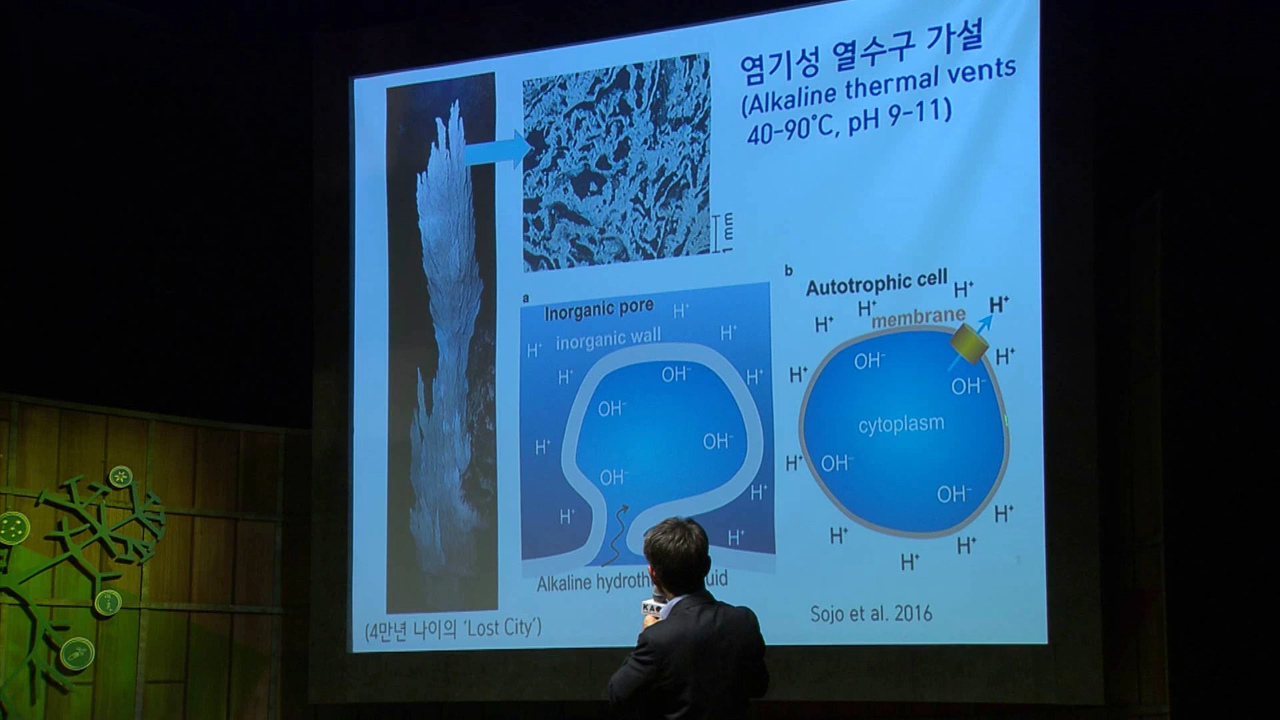 염기성 열수구 가설
(Alkaline thermal vents
40-90°C, pH 9-11)
1 mm
a
Inorganic pore
inorganic wall
H⁺
H⁺
H⁺
H⁺
H⁺
H⁺
H⁺
H⁺
H⁺
OH⁻
OH⁻
OH⁻
OH⁻
Alkaline
b
Autotrophic cell
membrane
H⁺
H⁺
H⁺
H⁺
H⁺
H⁺
H⁺
H⁺
H⁺
H⁺
H⁺
OH⁻
OH⁻
cytoplasm
OH⁻
OH⁻
(4만년 나이의 'Lost City')
Sojo et al. 2016